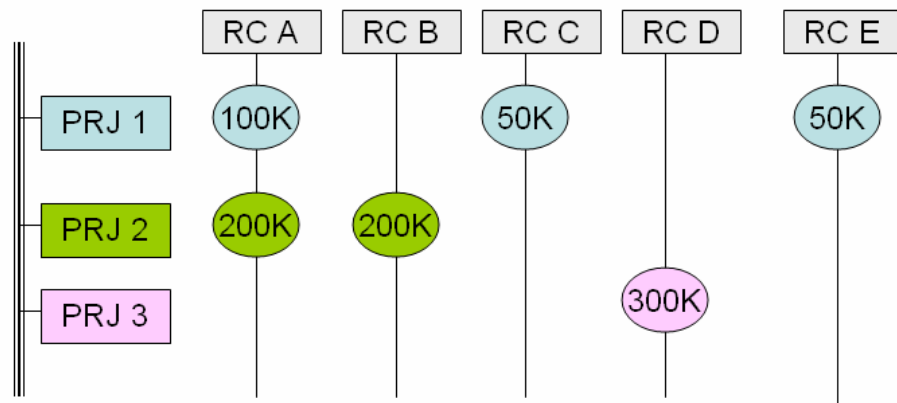 RC A
RC B
RC C
RC D
RC E
PRJ 1
100K
50K
50K
PRJ 2
200K
200K
PRJ 3
300K